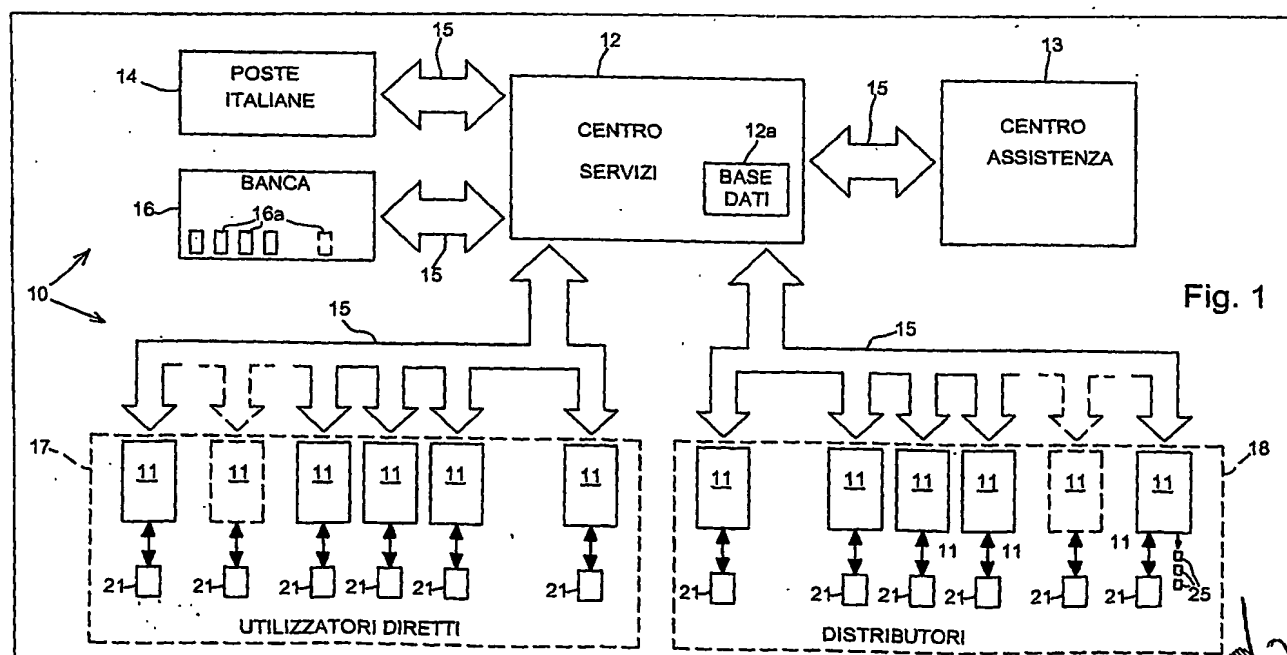 15
12
13
14
POSTE
ITALIANE
CENTRO
SERVIZI
12a
BASE
DATI
15
CENTRO
ASSISTENZA
BANCA
16
16a
15
10
Fig. 1
15
15
17
11 11 11 11 11 11
11 11 11 11 11 11
18
11 11 11
21 21 21 21 21 21
21 21 21 21 21 21 25
UTILIZZATORI DIRETTI
DISTRIBUTORI